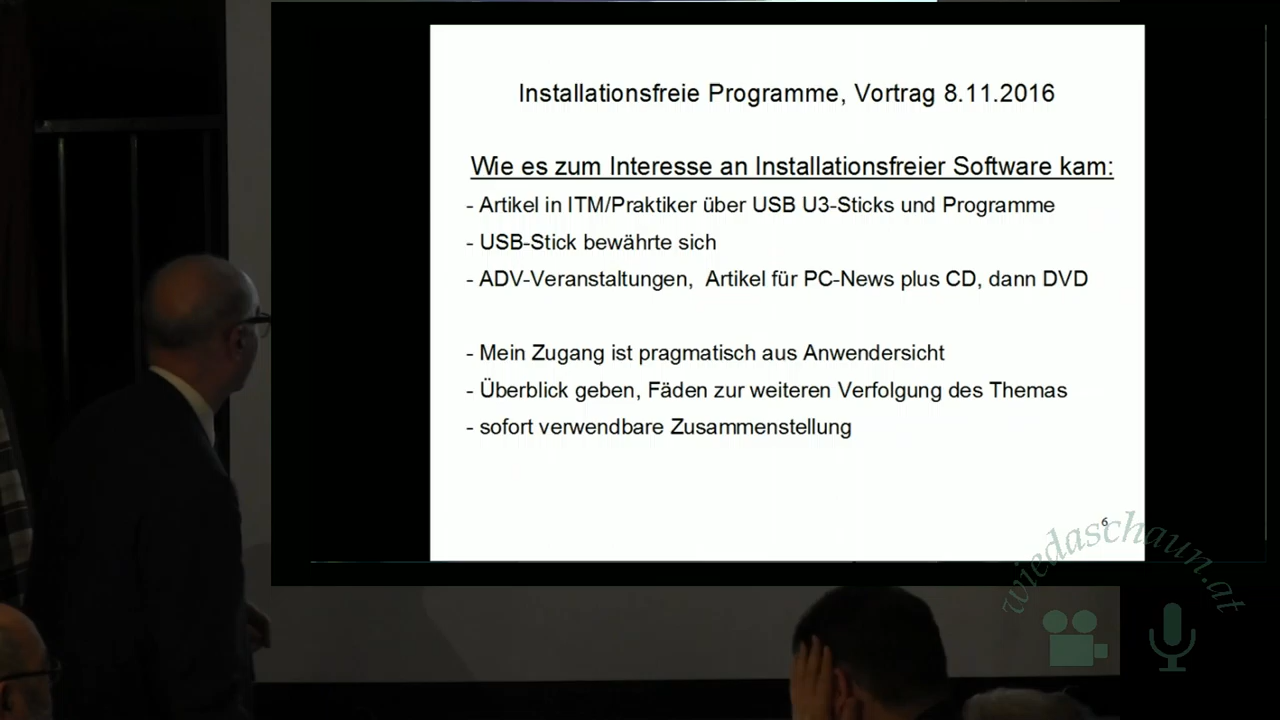 Installationsfreie Programme, Vortrag 8.11.2016
Wie es zum Interesse an Installationsfreier Software kam:
- Artikel in ITM/Praktiker über USB U3-Sticks und Programme
- USB-Stick bewährte sich
- ADV-Veranstaltungen, Artikel für PC-News plus CD, dann DVD
- Mein Zugang ist pragmatisch aus Anwendersicht
- Überblick geben, Fäden zur weiteren Verfolgung des Themas
- sofort verwendbare Zusammenstellung
6
wiedaschaun.at